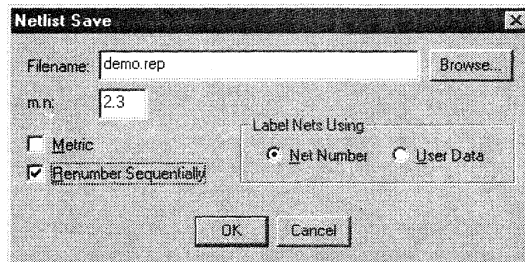 Netlist Save
Filename: demo.rep Browse...
m.n: 2.3
Label Nets Using
Metric
Net Number User Data
Renumber Sequentially
OK Cancel